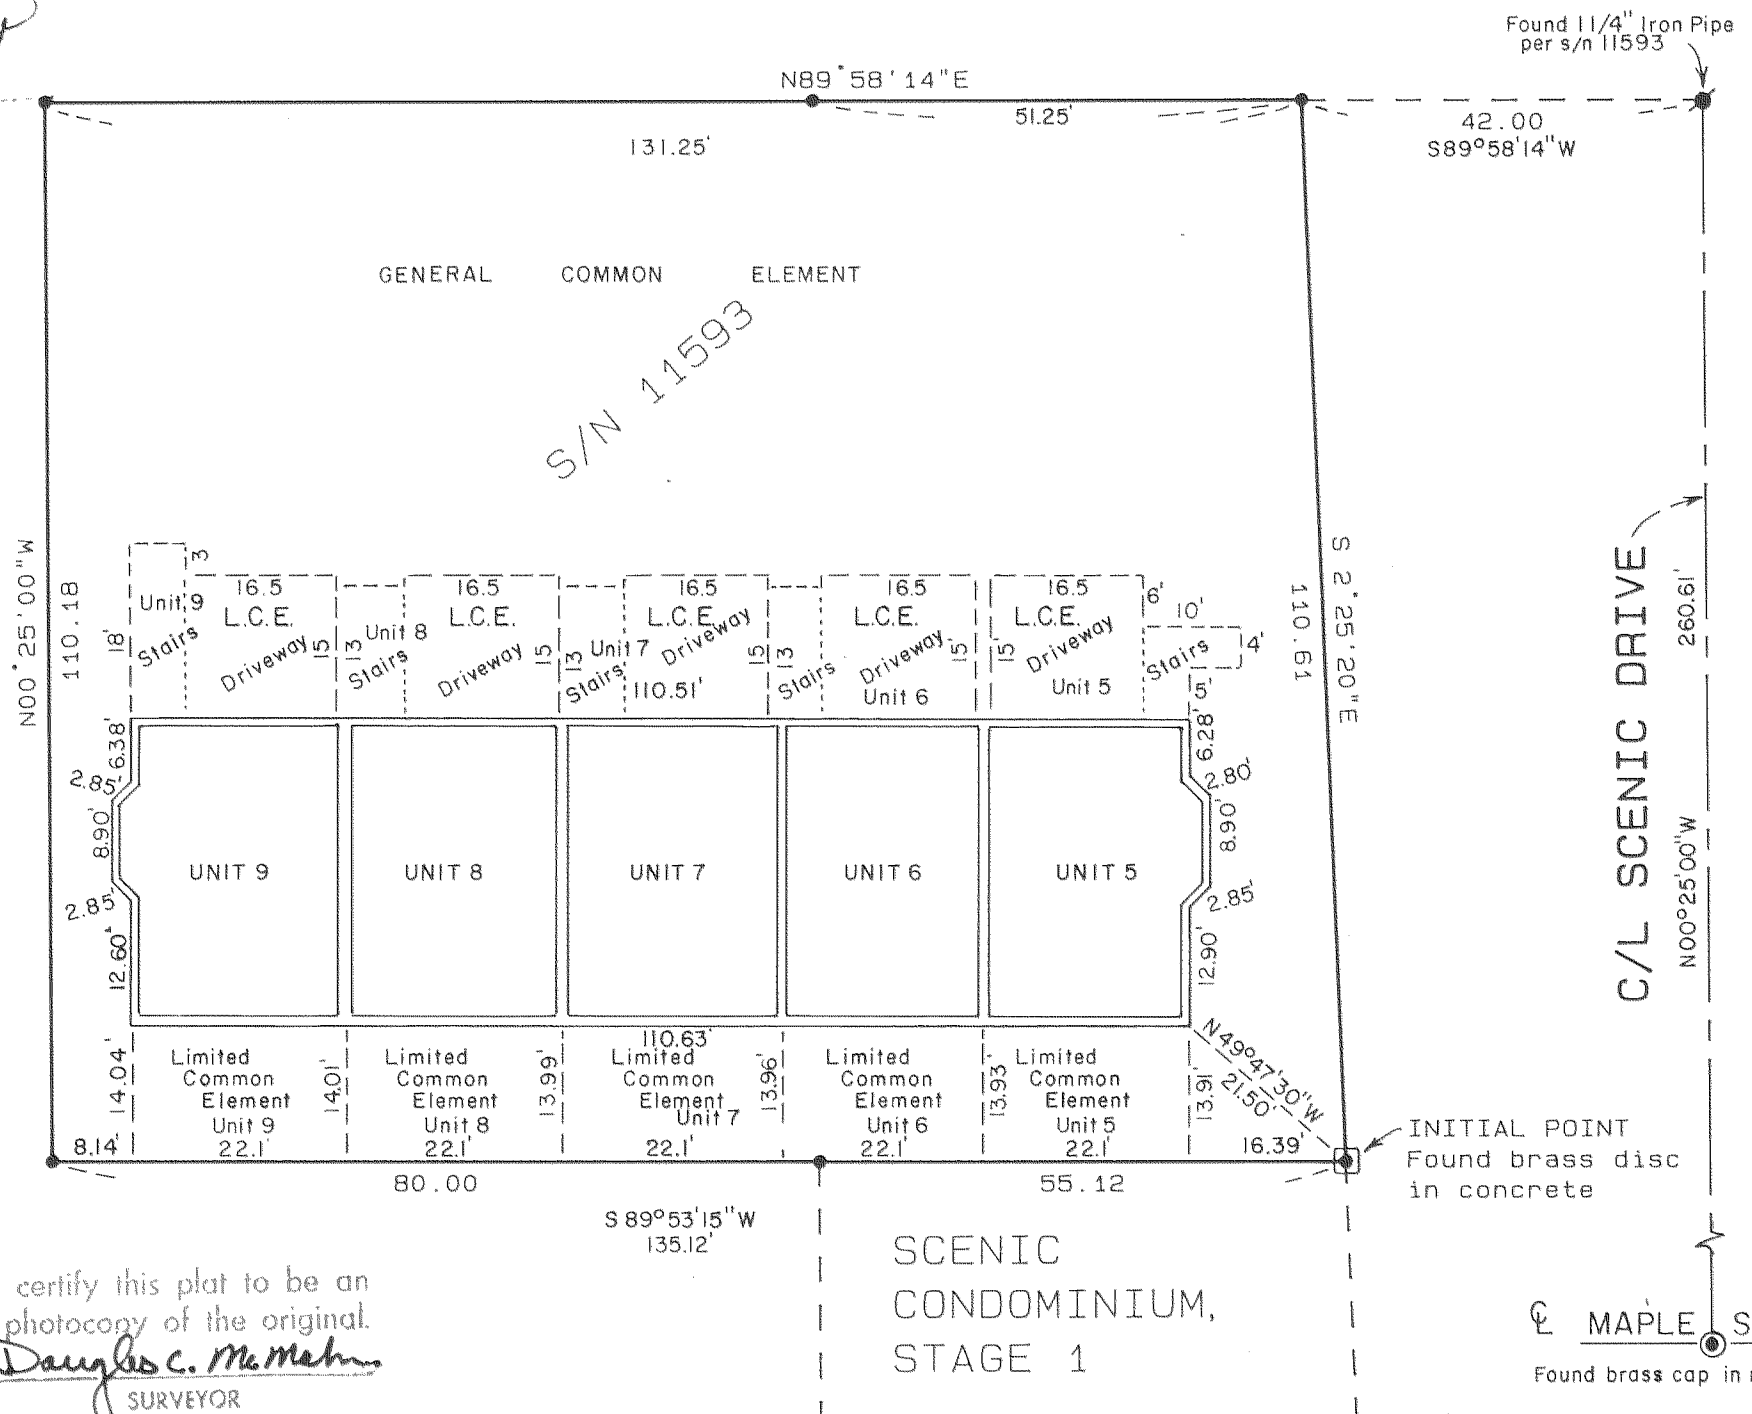 Found 1 1/4" Iron Pipe
per s/n 11593
N89°58'14"E
51.25'
131.25'
42.00
S89°58'14"W
GENERAL COMMON ELEMENT
S/N 11593
N00°25'00"W
110.18
S 2°25'20"E
110.61
C/L SCENIC DRIVE
260.61'
N00°25'00"W
3
16.5
16.5
16.5
16.5
16.5
Unit 9
Stairs
18'
L.C.E.
Driveway
15
13
Unit 8
Stairs
L.C.E.
Driveway
15
13
Unit 7
Stairs
L.C.E.
Driveway
15
13
Stairs
L.C.E.
Driveway
15
Unit 6
15'
L.C.E.
Driveway
Unit 5
6'
10'
Stairs
4'
5'
110.51'
6.38'
2.85'
8.90'
2.85'
12.60'
6.28'
2.80'
8.90'
2.85'
12.90'
UNIT 9
UNIT 8
UNIT 7
UNIT 6
UNIT 5
110.63'
14.04'
Limited
Common
Element
Unit 9
22.1'
14.01'
Limited
Common
Element
Unit 8
22.1'
13.99'
Limited
Common
Element
Unit 7
22.1'
13.96'
Limited
Common
Element
Unit 6
22.1'
13.93'
Limited
Common
Element
Unit 5
22.1'
13.91'
N49°47'30"W
21.50'
8.14'
16.39'
INITIAL POINT
Found brass disc
in concrete
80.00
55.12
S 89°53'15"W
135.12'
SCENIC
CONDOMINIUM,
STAGE 1
certify this plat to be an
photocopy of the original.
Douglas C. McMahn
SURVEYOR
℄ MAPLE S
Found brass cap in